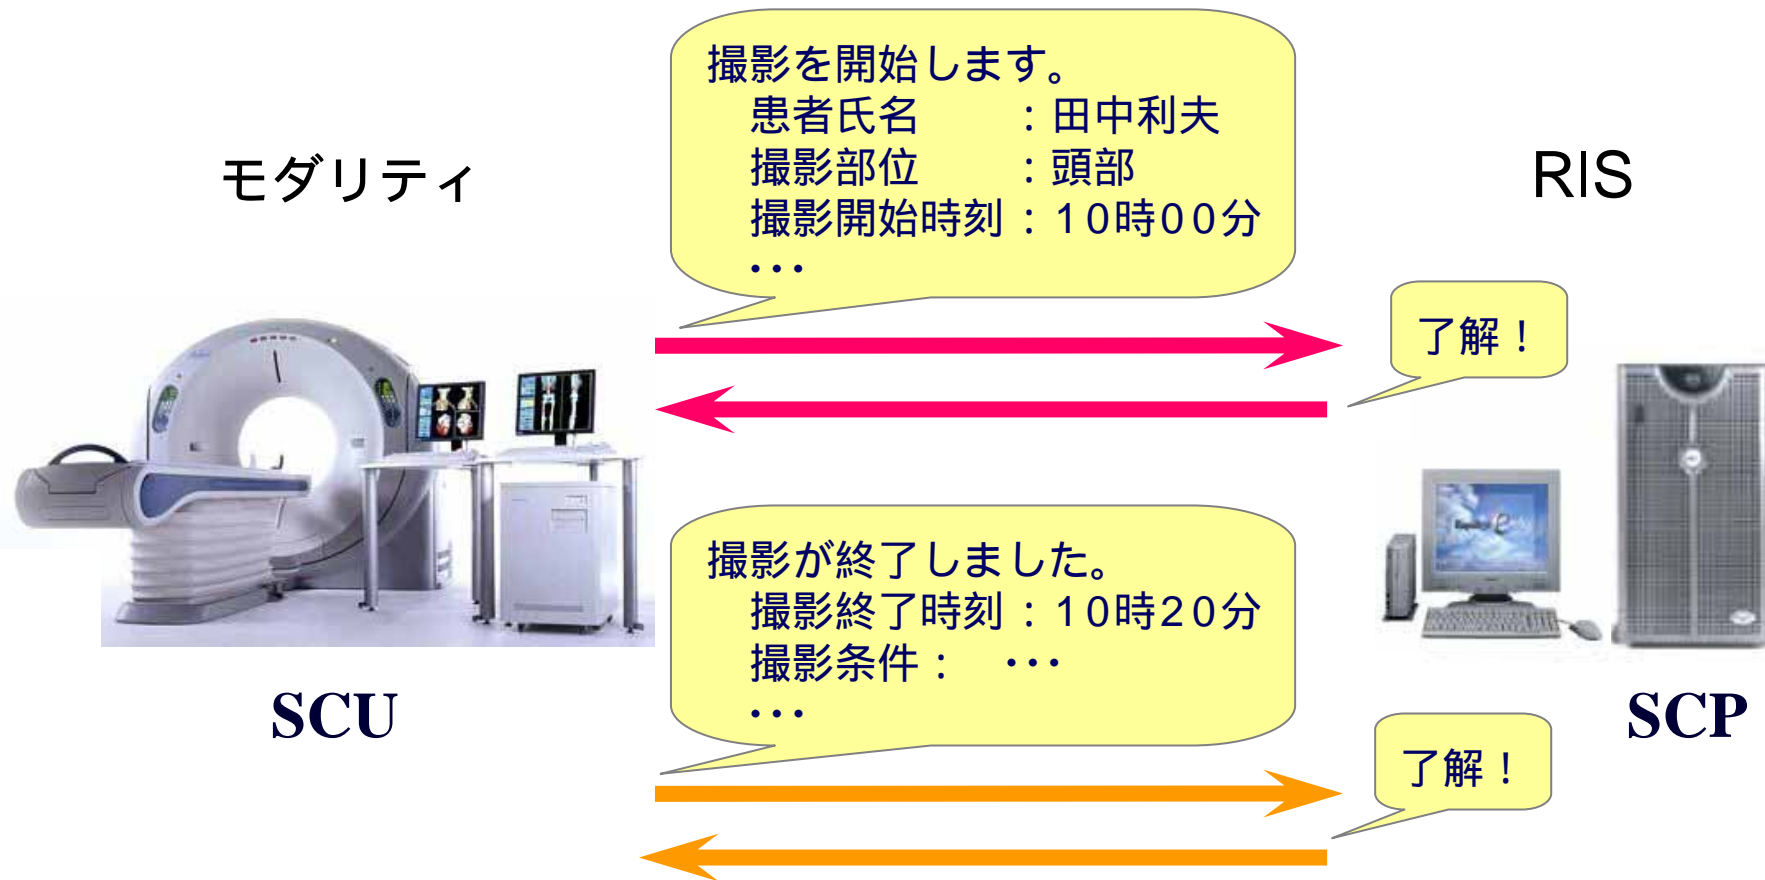 撮影を開始します。
患者氏名　　：田中利夫
撮影部位　　：頭部
撮影開始時刻：10時00分
･･･
モダリティ
RIS
了解！
撮影が終了しました。
撮影終了時刻：10時20分
撮影条件：　･･･
･･･
SCU
SCP
了解！